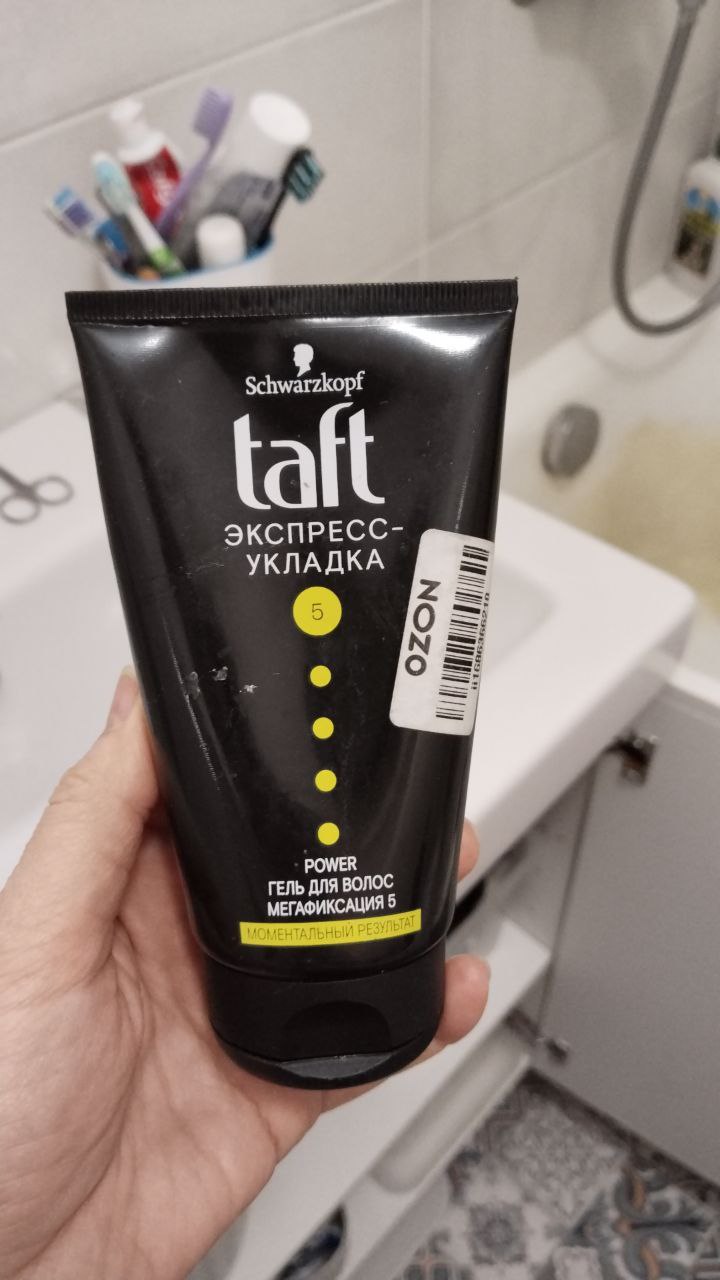 Schwarzkopf
taft
ЭКСПРЕСС-
УКЛАДКА
5
OZON
POWER
ГЕЛЬ ДЛЯ ВОЛОС
МЕГАФИКСАЦИЯ 5
МОМЕНТАЛЬНЫЙ РЕЗУЛЬТАТ